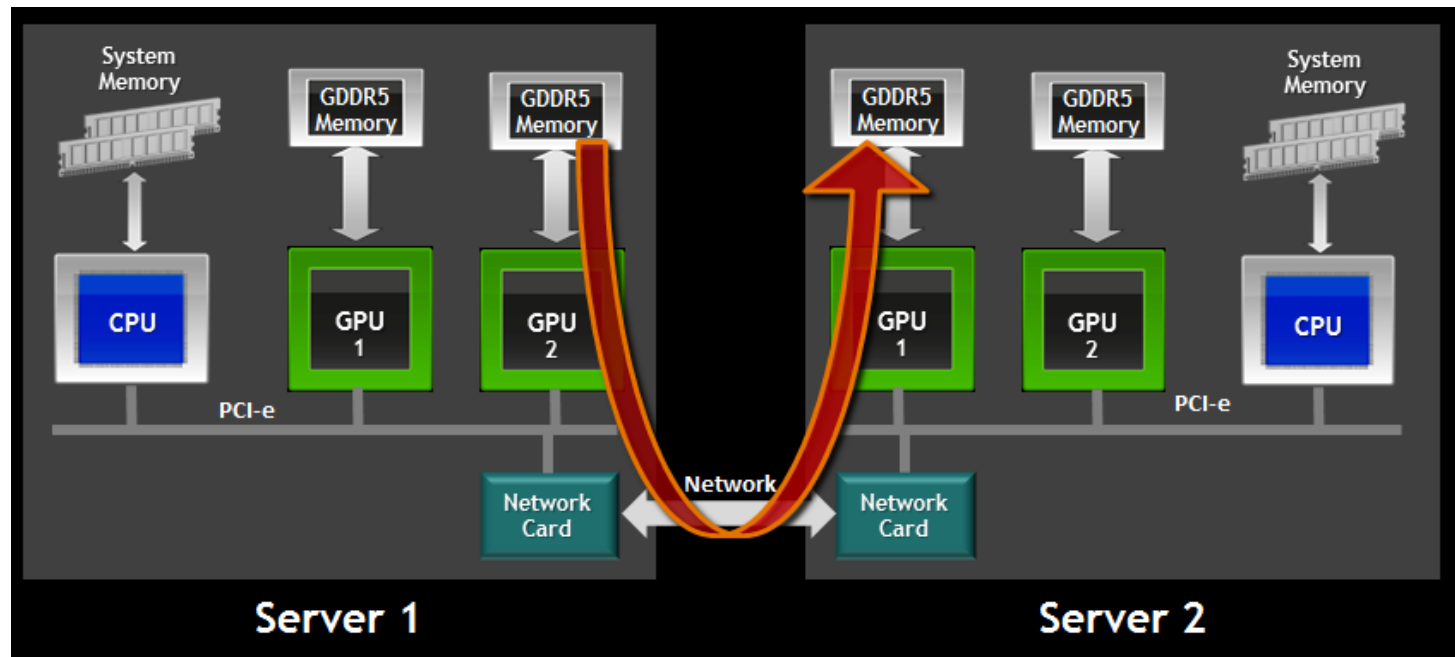 System
Memory
GDDR5
Memory
GDDR5
Memory
CPU
GPU
1
GPU
2
PCI-e
Network
Card
Server 1
Network
GDDR5
Memory
GDDR5
Memory
System
Memory
GPU
1
GPU
2
CPU
PCI-e
Network
Card
Server 2